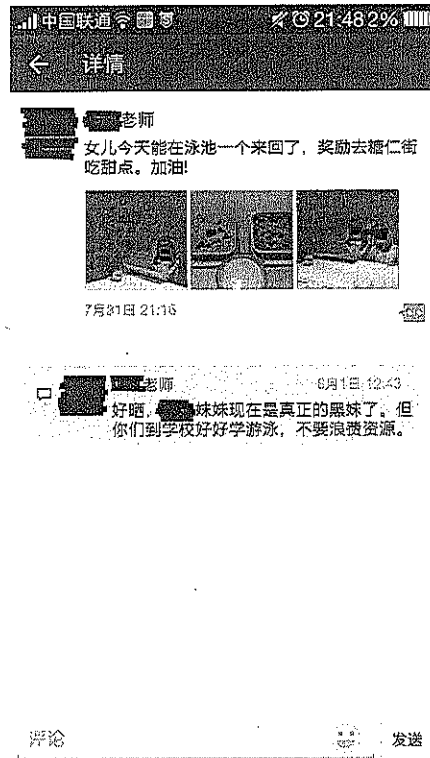 中国联通 21:48 2%
← 详情
老师
女儿今天能在泳池一个来回了，奖励去糖仁街
吃甜点。加油!
7月31日 21:16
老师 8月1日 12:43
好晒，妹妹现在是真正的黑妹了。但
你们到学校好好学游泳，不要浪费资源。
评论 发送